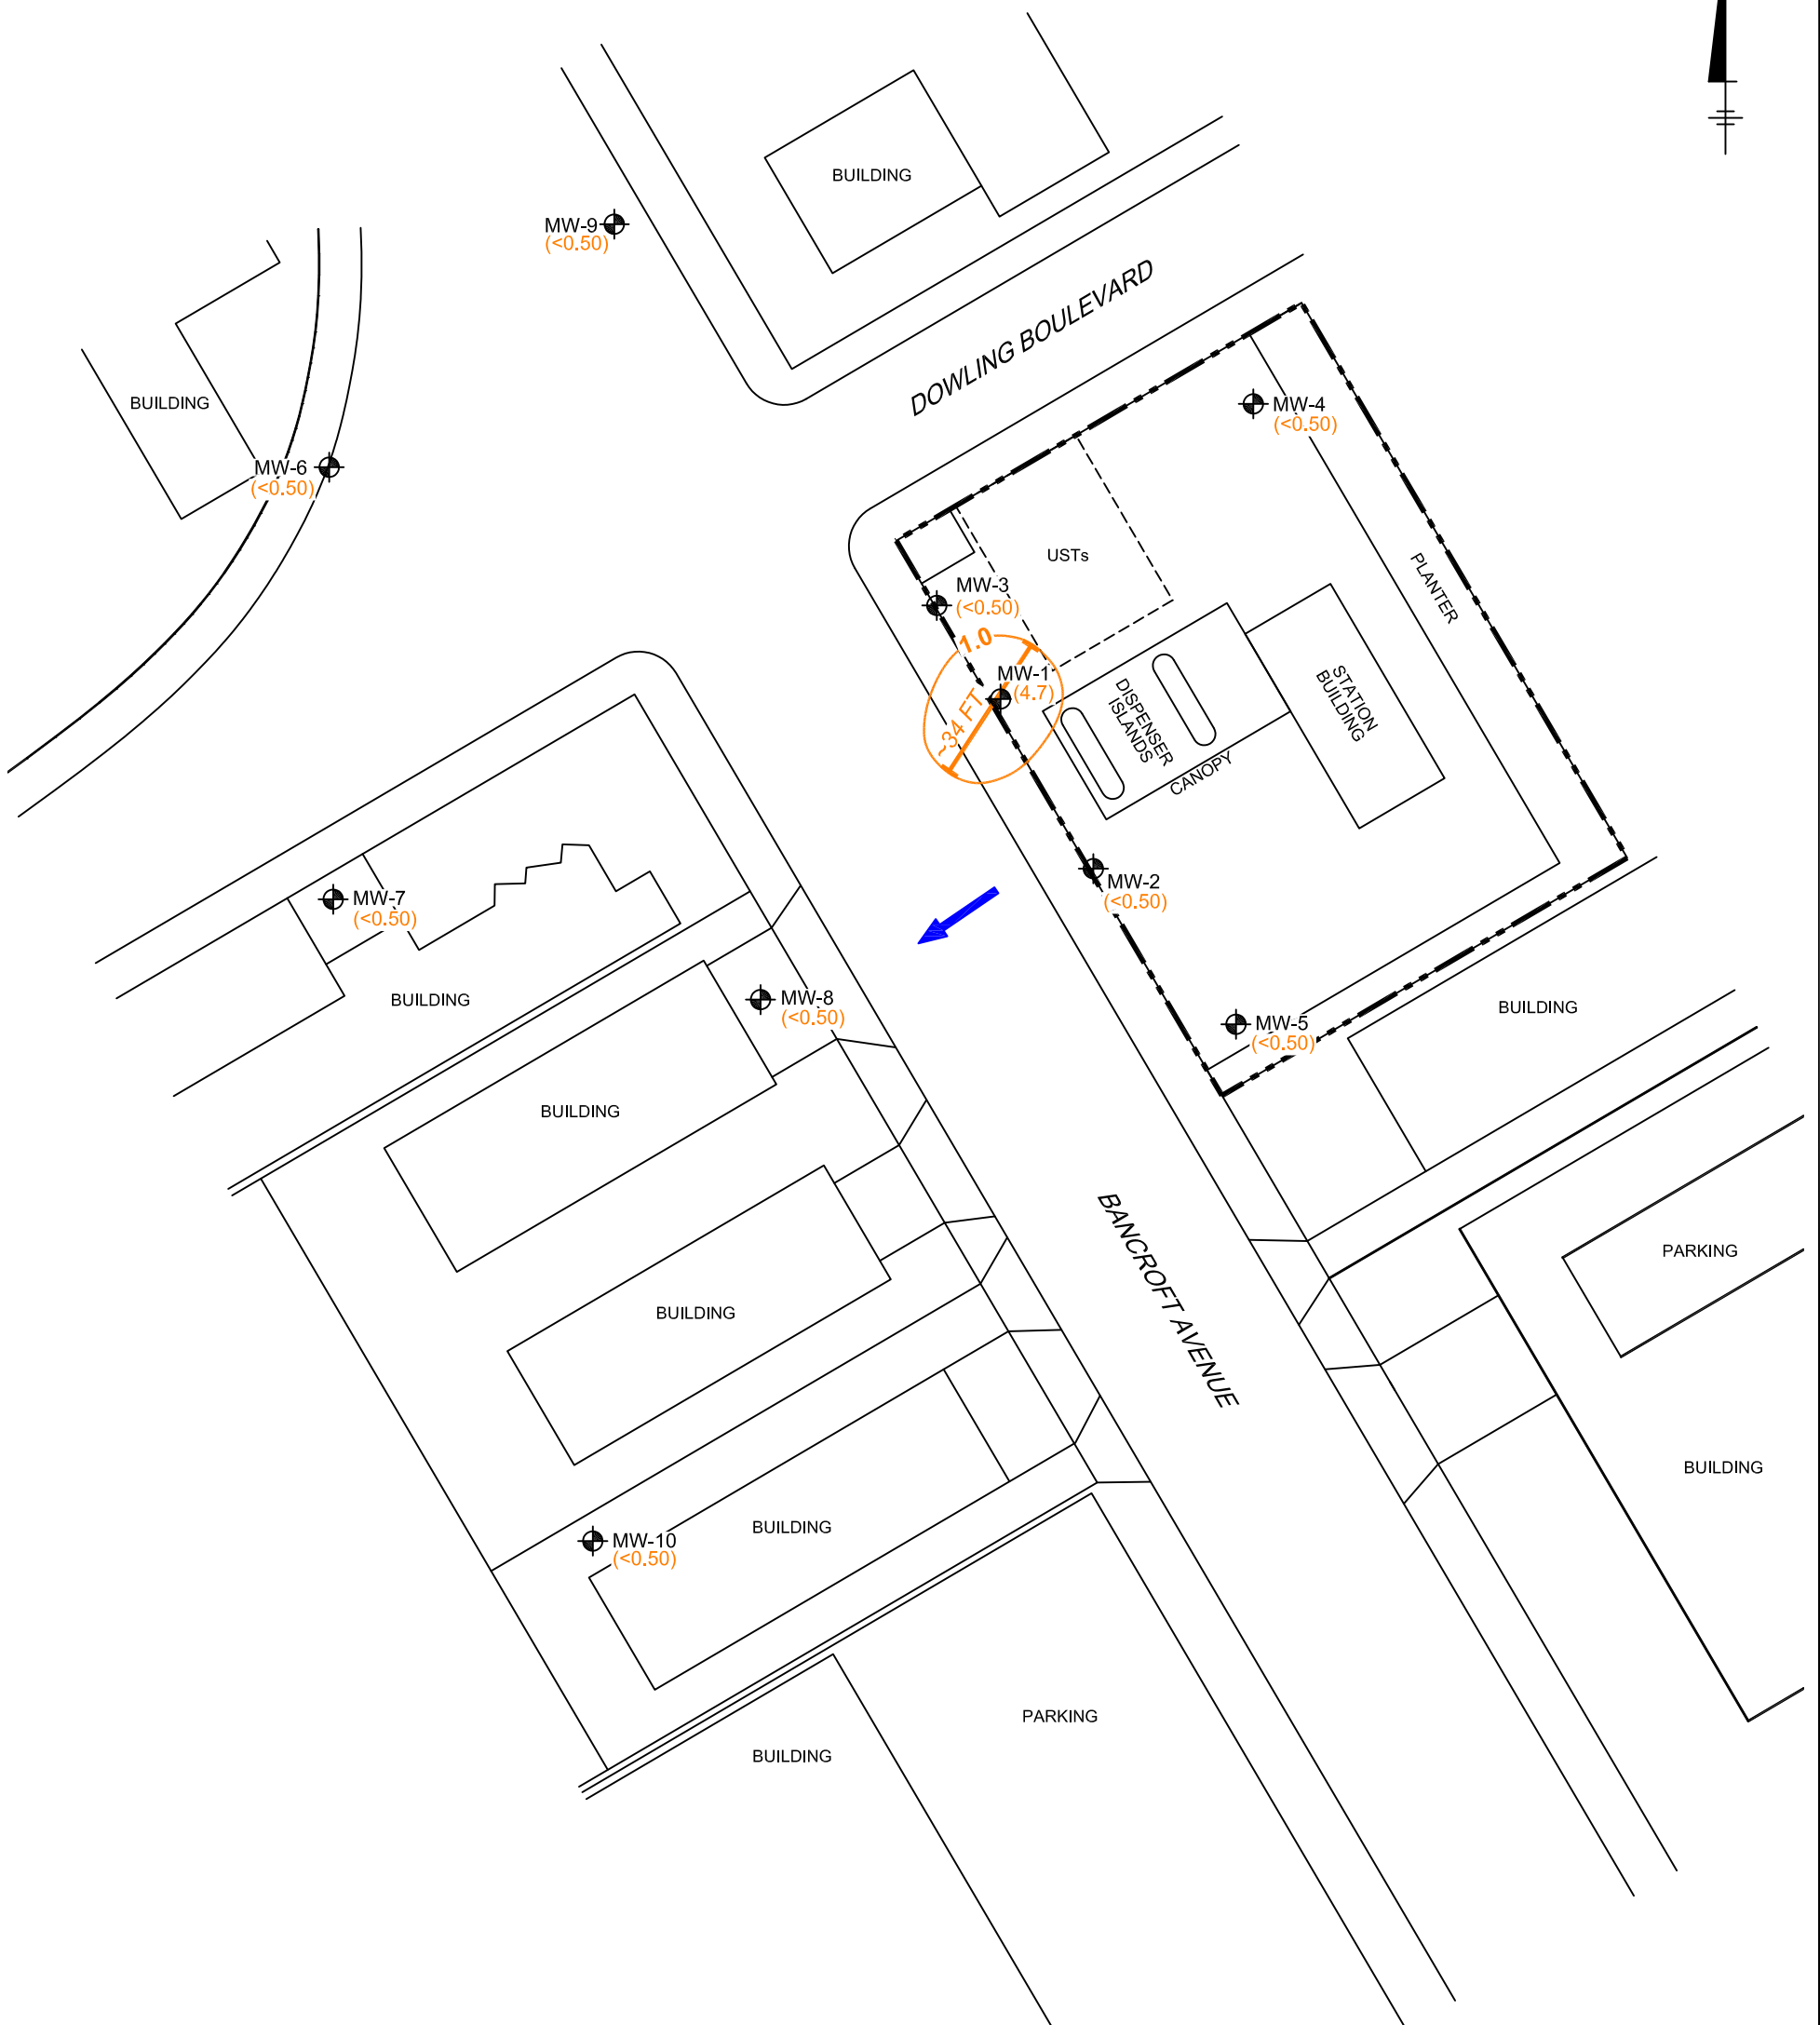 BUILDING
MW-9
(<0.50)
DOWLING BOULEVARD
BUILDING
MW-4
(<0.50)
MW-6
(<0.50)
USTs
PLANTER
MW-3
(<0.50)
1.0
MW-1
(4.7)
~34 FT
DISPENSER
ISLANDS
STATION
BUILDING
CANOPY
MW-2
(<0.50)
MW-7
(<0.50)
BUILDING
MW-8
(<0.50)
MW-5
(<0.50)
BUILDING
BUILDING
BANCROFT AVENUE
PARKING
BUILDING
BUILDING
BUILDING
MW-10
(<0.50)
PARKING
BUILDING